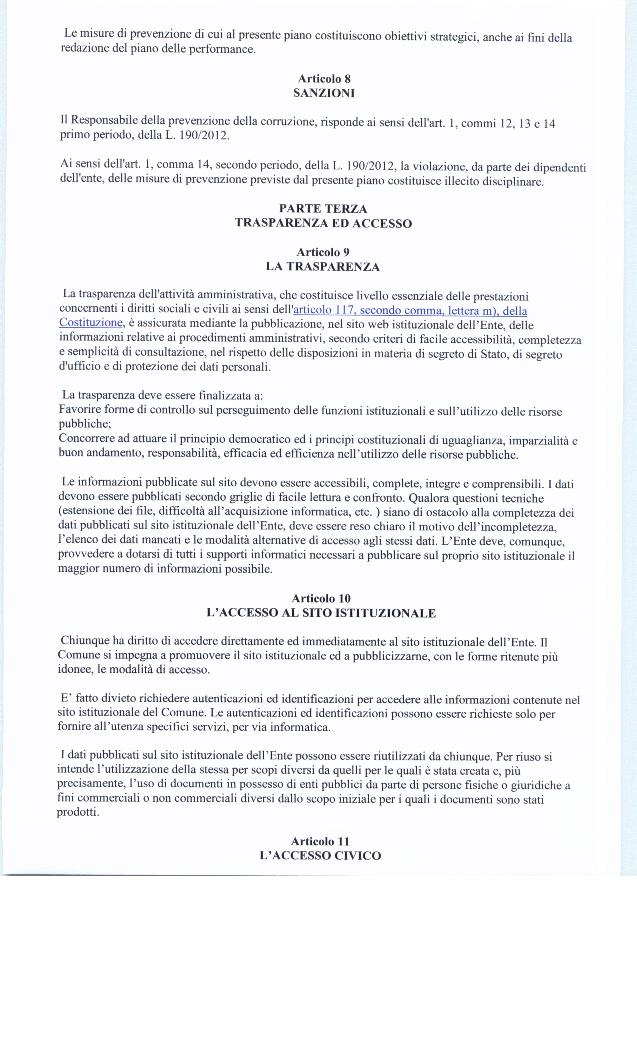 Le misure di prevenzione di cui al presente piano costituiscono obiettivi strategici, anche ai fini della
redazione del piano delle performance.
Articolo 8
SANZIONI
Il Responsabile della prevenzione della corruzione, risponde ai sensi dell'art. 1, commi 12, 13 e 14
primo periodo, della L. 190/2012.
Ai sensi dell'art. 1, comma 14, secondo periodo, della L. 190/2012, la violazione, da parte dei dipendenti
dell'ente, delle misure di prevenzione previste dal presente piano costituisce illecito disciplinare.
PARTE TERZA
TRASPARENZA ED ACCESSO
Articolo 9
LA TRASPARENZA
La trasparenza dell'attività amministrativa, che costituisce livello essenziale delle prestazioni
concernenti i diritti sociali e civili ai sensi dell'articolo 117, secondo comma, lettera m), della
Costituzione, è assicurata mediante la pubblicazione, nel sito web istituzionale dell’Ente, delle
informazioni relative ai procedimenti amministrativi, secondo criteri di facile accessibilità, completezza
e semplicità di consultazione, nel rispetto delle disposizioni in materia di segreto di Stato, di segreto
d'ufficio e di protezione dei dati personali.
La trasparenza deve essere finalizzata a:
Favorire forme di controllo sul perseguimento delle funzioni istituzionali e sull’utilizzo delle risorse
pubbliche;
Concorrere ad attuare il principio democratico ed i principi costituzionali di uguaglianza, imparzialità e
buon andamento, responsabilità, efficacia ed efficienza nell’utilizzo delle risorse pubbliche.
Le informazioni pubblicate sul sito devono essere accessibili, complete, integre e comprensibili. I dati
devono essere pubblicati secondo griglie di facile lettura e confronto. Qualora questioni tecniche
(estensione dei file, difficoltà all’acquisizione informatica, etc. ) siano di ostacolo alla completezza dei
dati pubblicati sul sito istituzionale dell’Ente, deve essere reso chiaro il motivo dell’incompletezza,
l’elenco dei dati mancati e le modalità alternative di accesso agli stessi dati. L’Ente deve, comunque,
provvedere a dotarsi di tutti i supporti informatici necessari a pubblicare sul proprio sito istituzionale il
maggior numero di informazioni possibile.
Articolo 10
L’ACCESSO AL SITO ISTITUZIONALE
Chiunque ha diritto di accedere direttamente ed immediatamente al sito istituzionale dell’Ente. Il
Comune si impegna a promuovere il sito istituzionale ed a pubblicizzarne, con le forme ritenute più
idonee, le modalità di accesso.
E’ fatto divieto richiedere autenticazioni ed identificazioni per accedere alle informazioni contenute nel
sito istituzionale del Comune. Le autenticazioni ed identificazioni possono essere richieste solo per
fornire all’utenza specifici servizi, per via informatica.
I dati pubblicati sul sito istituzionale dell’Ente possono essere riutilizzati da chiunque. Per riuso si
intende l’utilizzazione della stessa per scopi diversi da quelli per le quali è stata creata e, più
precisamente, l’uso di documenti in possesso di enti pubblici da parte di persone fisiche o giuridiche a
fini commerciali o non commerciali diversi dallo scopo iniziale per i quali i documenti sono stati
prodotti.
Articolo 11
L’ACCESSO CIVICO